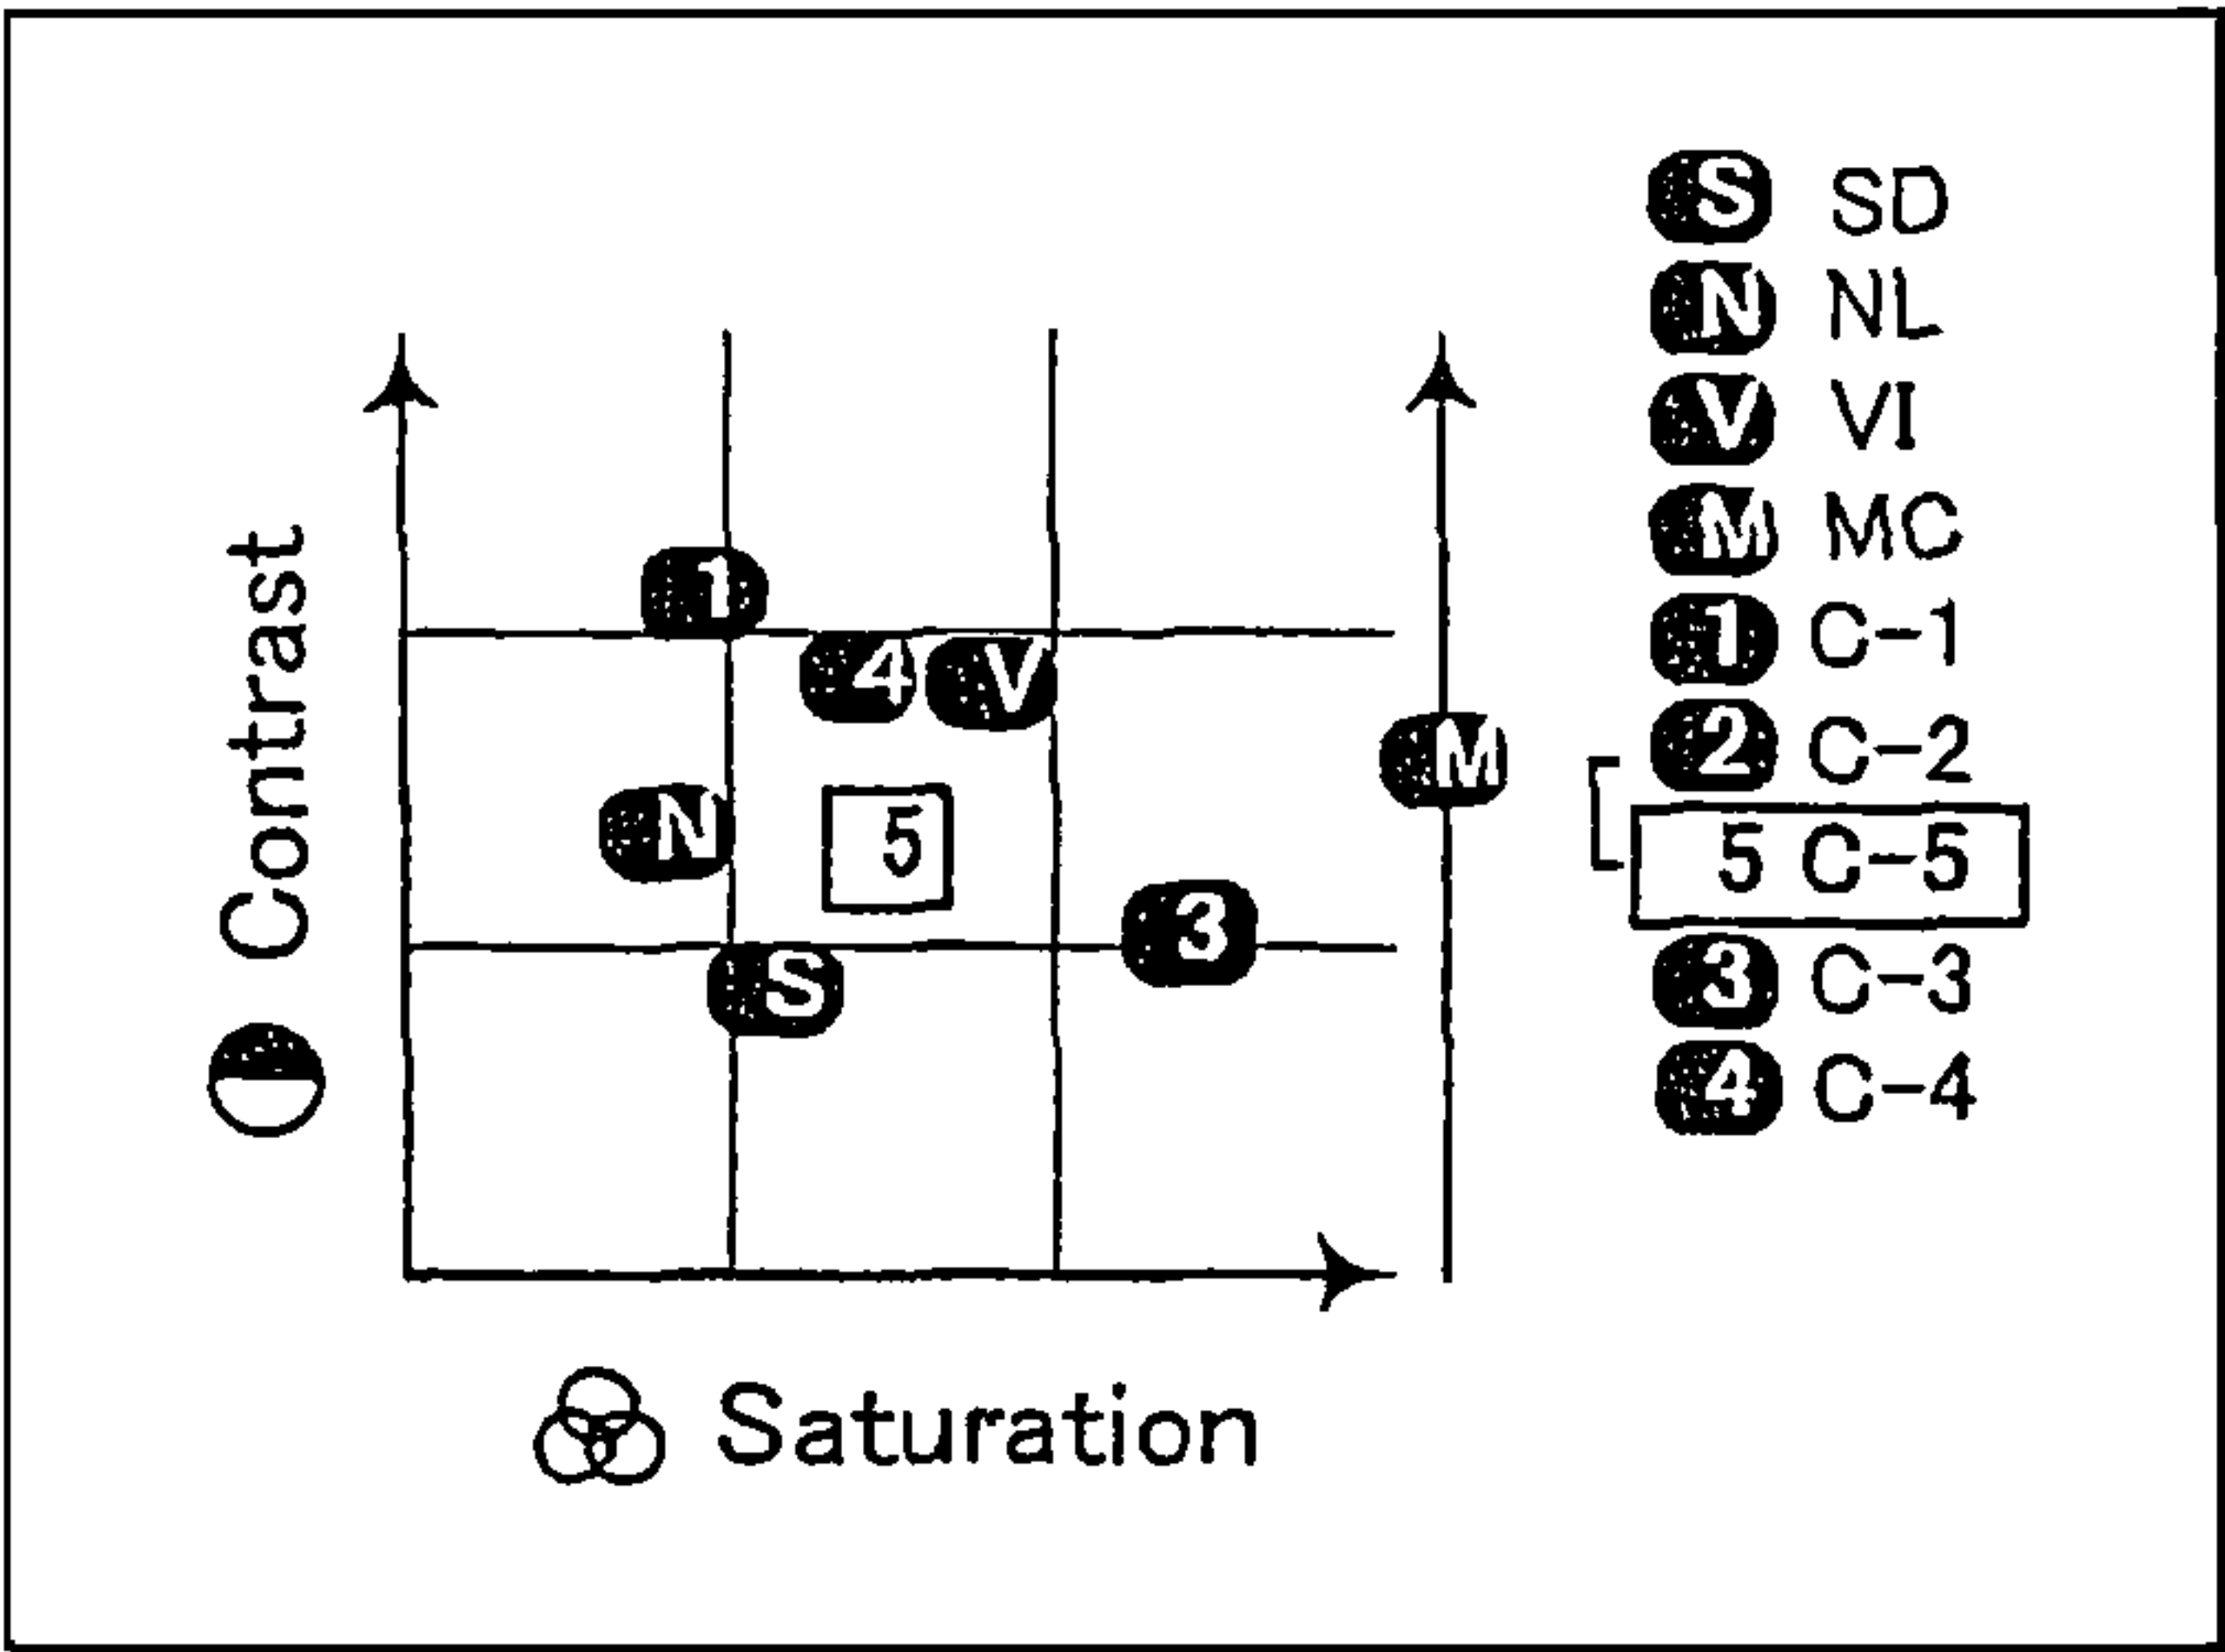 Contrast
1
4 V
M
N
5
3
S
Saturation
S SD
N NL
V VI
M MC
1 C-1
2 C-2
5 C-5
3 C-3
4 C-4